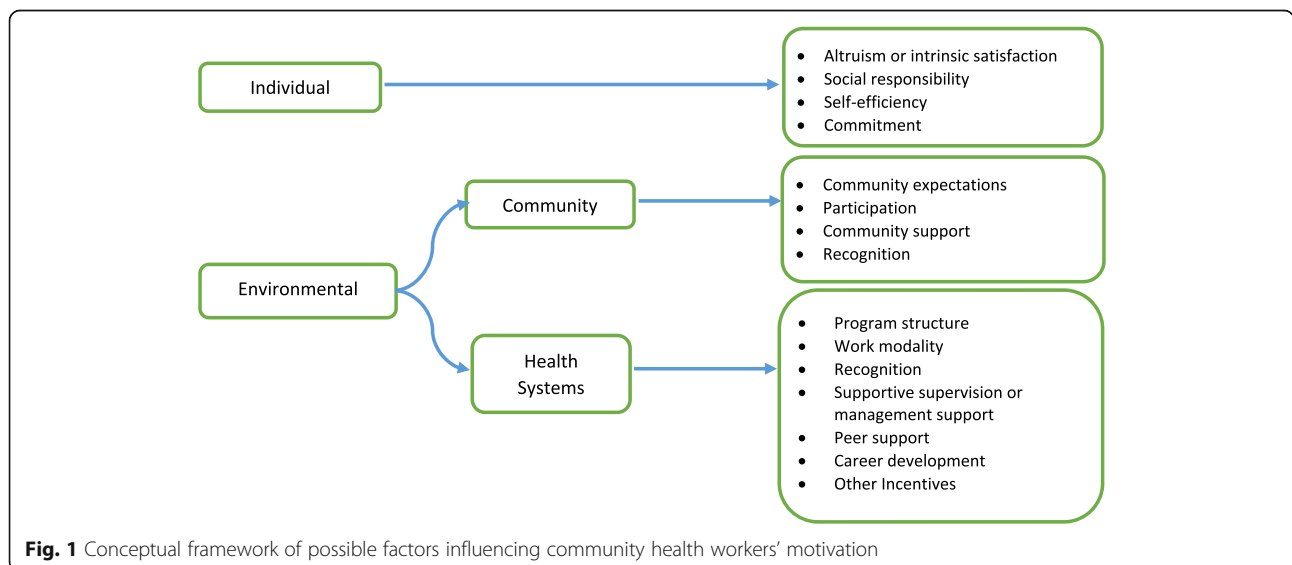 Individual
• Altruism or intrinsic satisfaction
• Social responsibility
• Self-efficiency
• Commitment
Environmental
Community
• Community expectations
• Participation
• Community support
• Recognition
Health
Systems
• Program structure
• Work modality
• Recognition
• Supportive supervision or
management support
• Peer support
• Career development
• Other Incentives
Fig. 1 Conceptual framework of possible factors influencing community health workers’ motivation